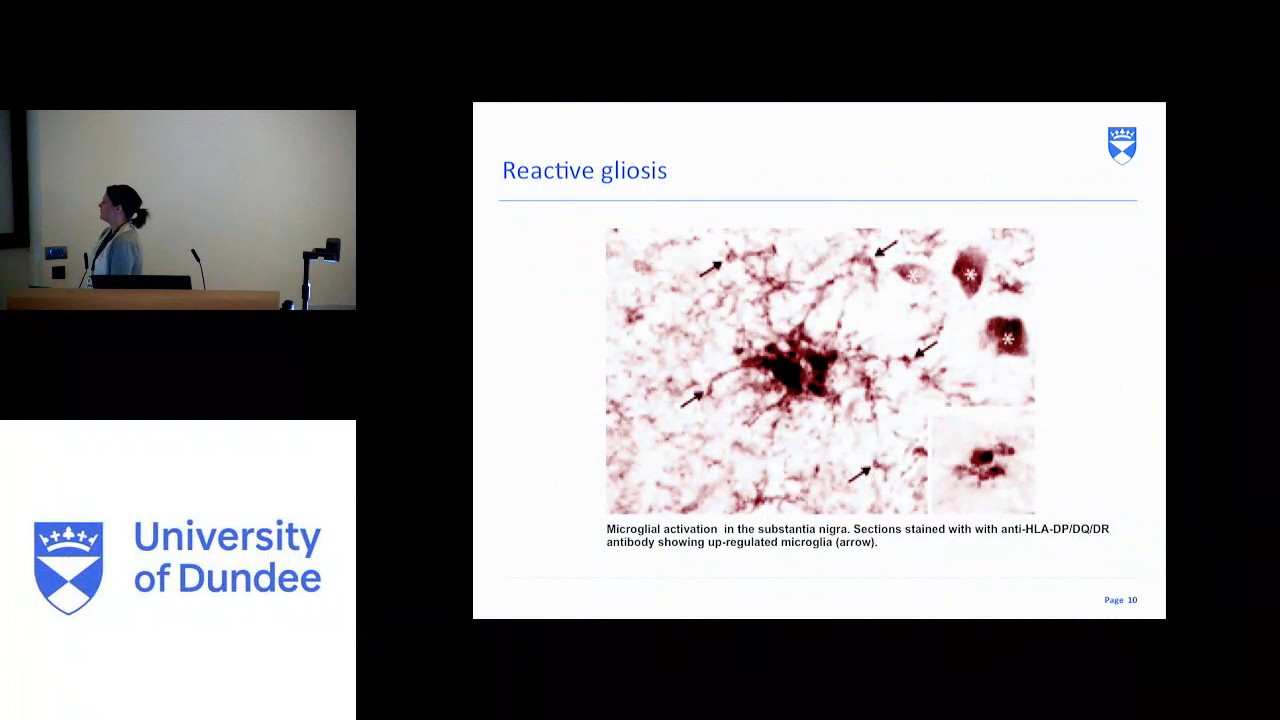 Reactive gliosis
*
*
*
Microglial activation in the substantia nigra. Sections stained with with anti-HLA-DP/DQ/DR
antibody showing up-regulated microglia (arrow).
Page 10
University
of Dundee